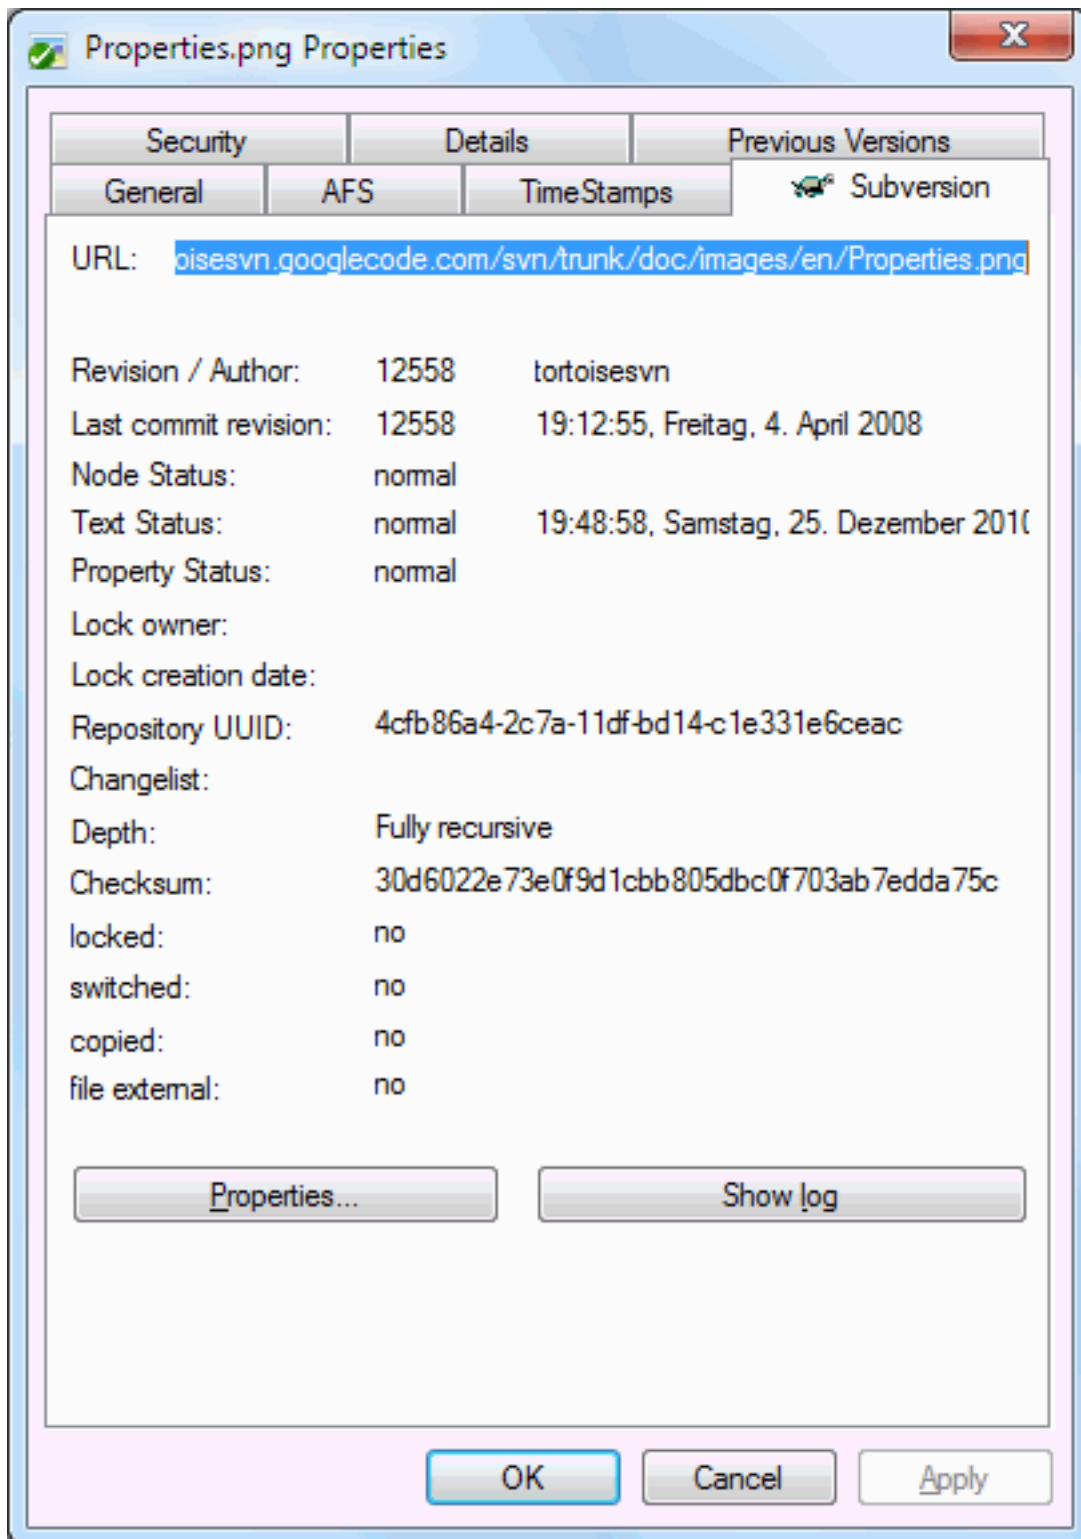 Properties.png Properties
Security Details Previous Versions
General AFS TimeStamps Subversion
URL: oisesvn.googlecode.com/svn/trunk/doc/images/en/Properties.png
Revision / Author: 12558 tortoisesvn
Last commit revision: 12558 19:12:55, Freitag, 4. April 2008
Node Status: normal
Text Status: normal 19:48:58, Samstag, 25. Dezember 2010
Property Status: normal
Lock owner:
Lock creation date:
Repository UUID: 4cfb86a4-2c7a-11df-bd14-c1e331e6ceac
Changelist:
Depth: Fully recursive
Checksum: 30d6022e73e0f9d1cbb805dbc0f703ab7edda75c
locked: no
switched: no
copied: no
file external: no
Properties... Show log
OK Cancel Apply